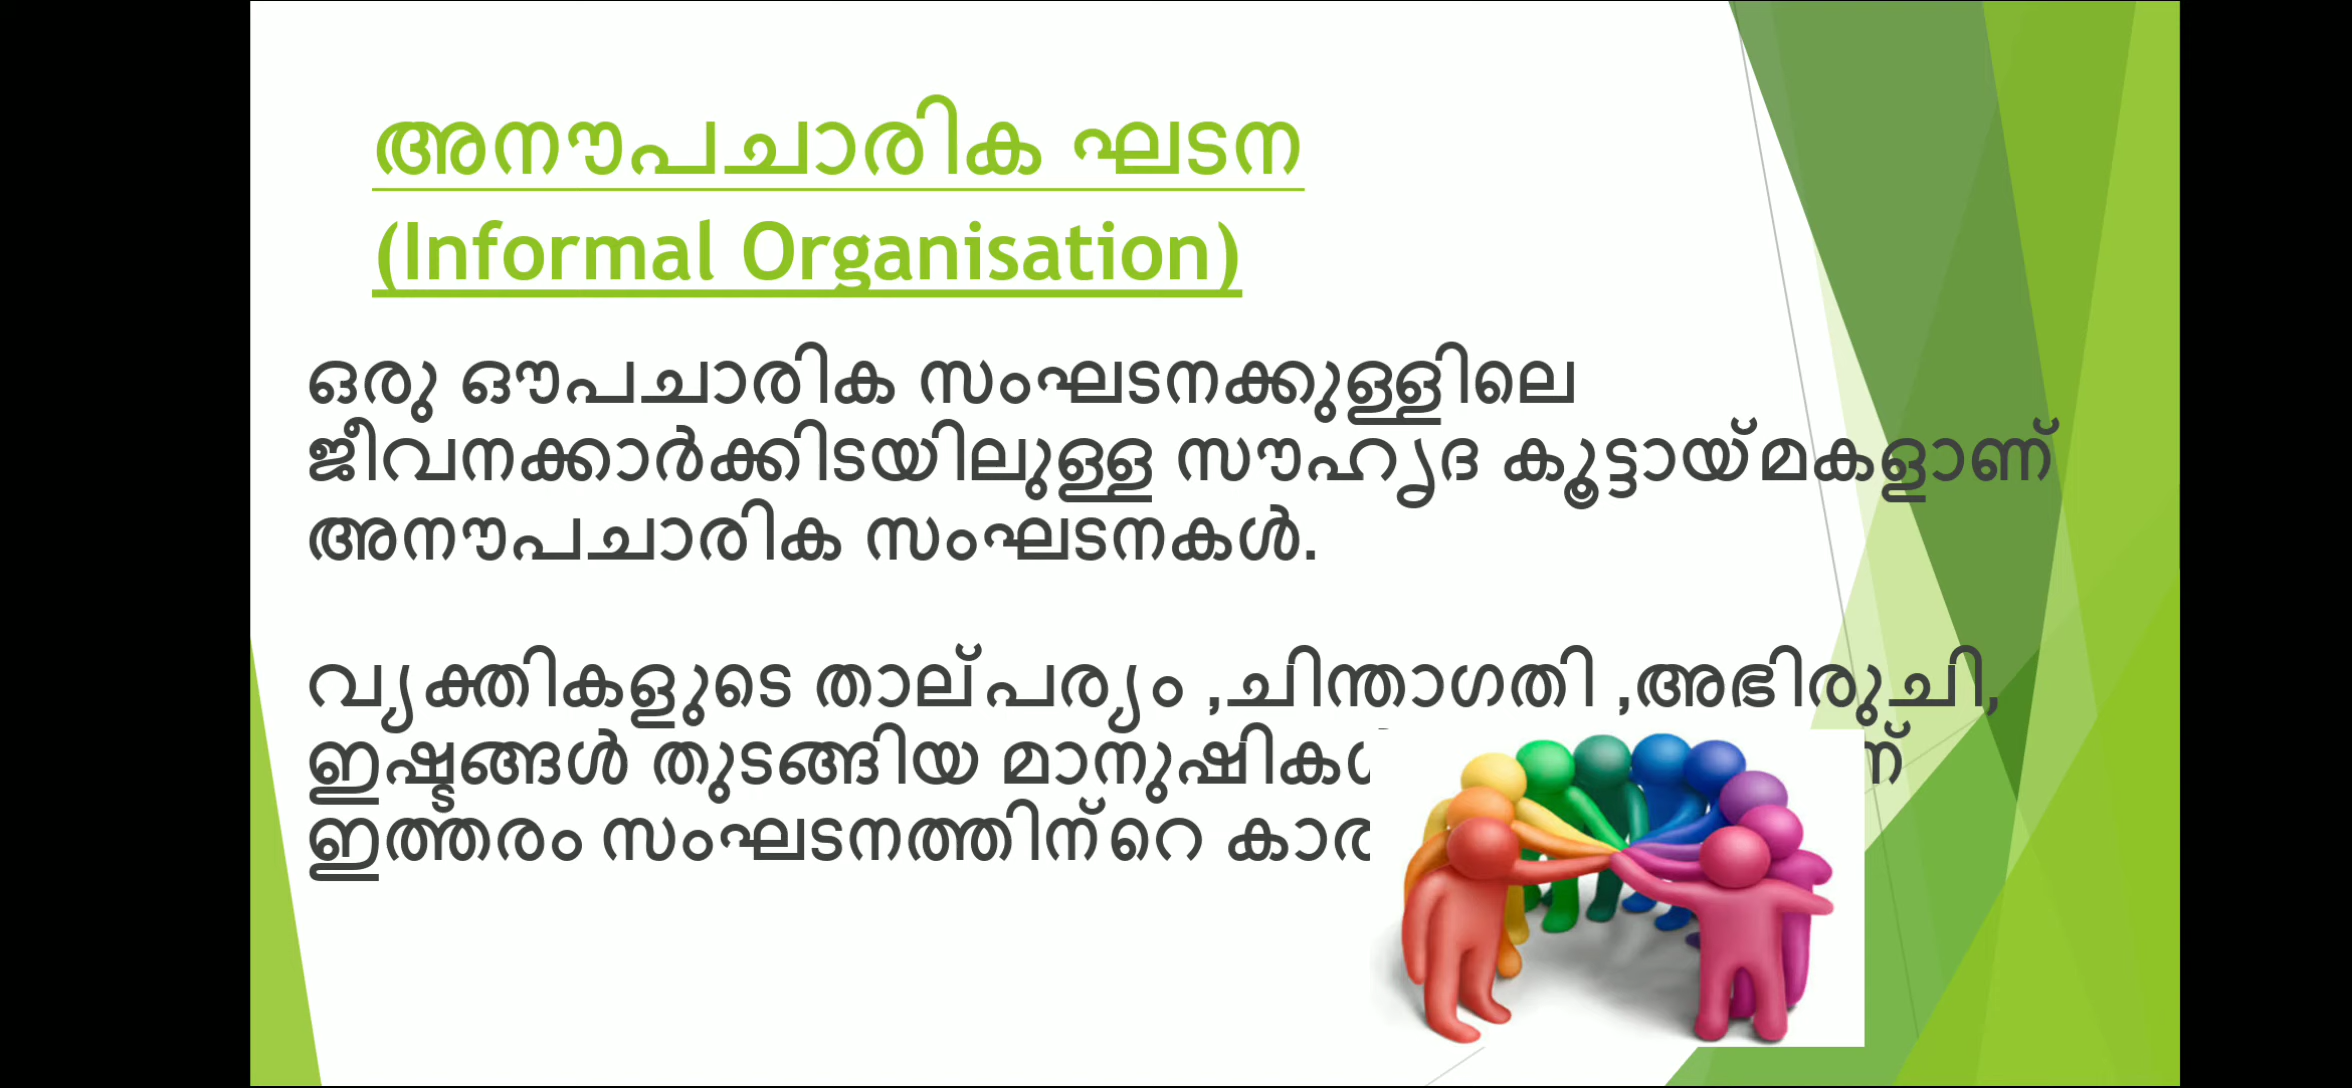 അനൗപചാരിക ഘടന
(Informal Organisation)
ഒരു ഔപചാരിക സംഘടനക്കുള്ളിലെ
ജീവനക്കാർക്കിടയിലുള്ള സൗഹൃദ കൂട്ടായ്മകളാണ്
അനൗപചാരിക സംഘടനകൾ.
വ്യക്തികളുടെ താല്പര്യം ,ചിന്താഗതി ,അഭിരുചി,
ഇഷ്ടങ്ങൾ തുടങ്ങിയ
ഇത്തരം സംഘടനത്തിന്റെ